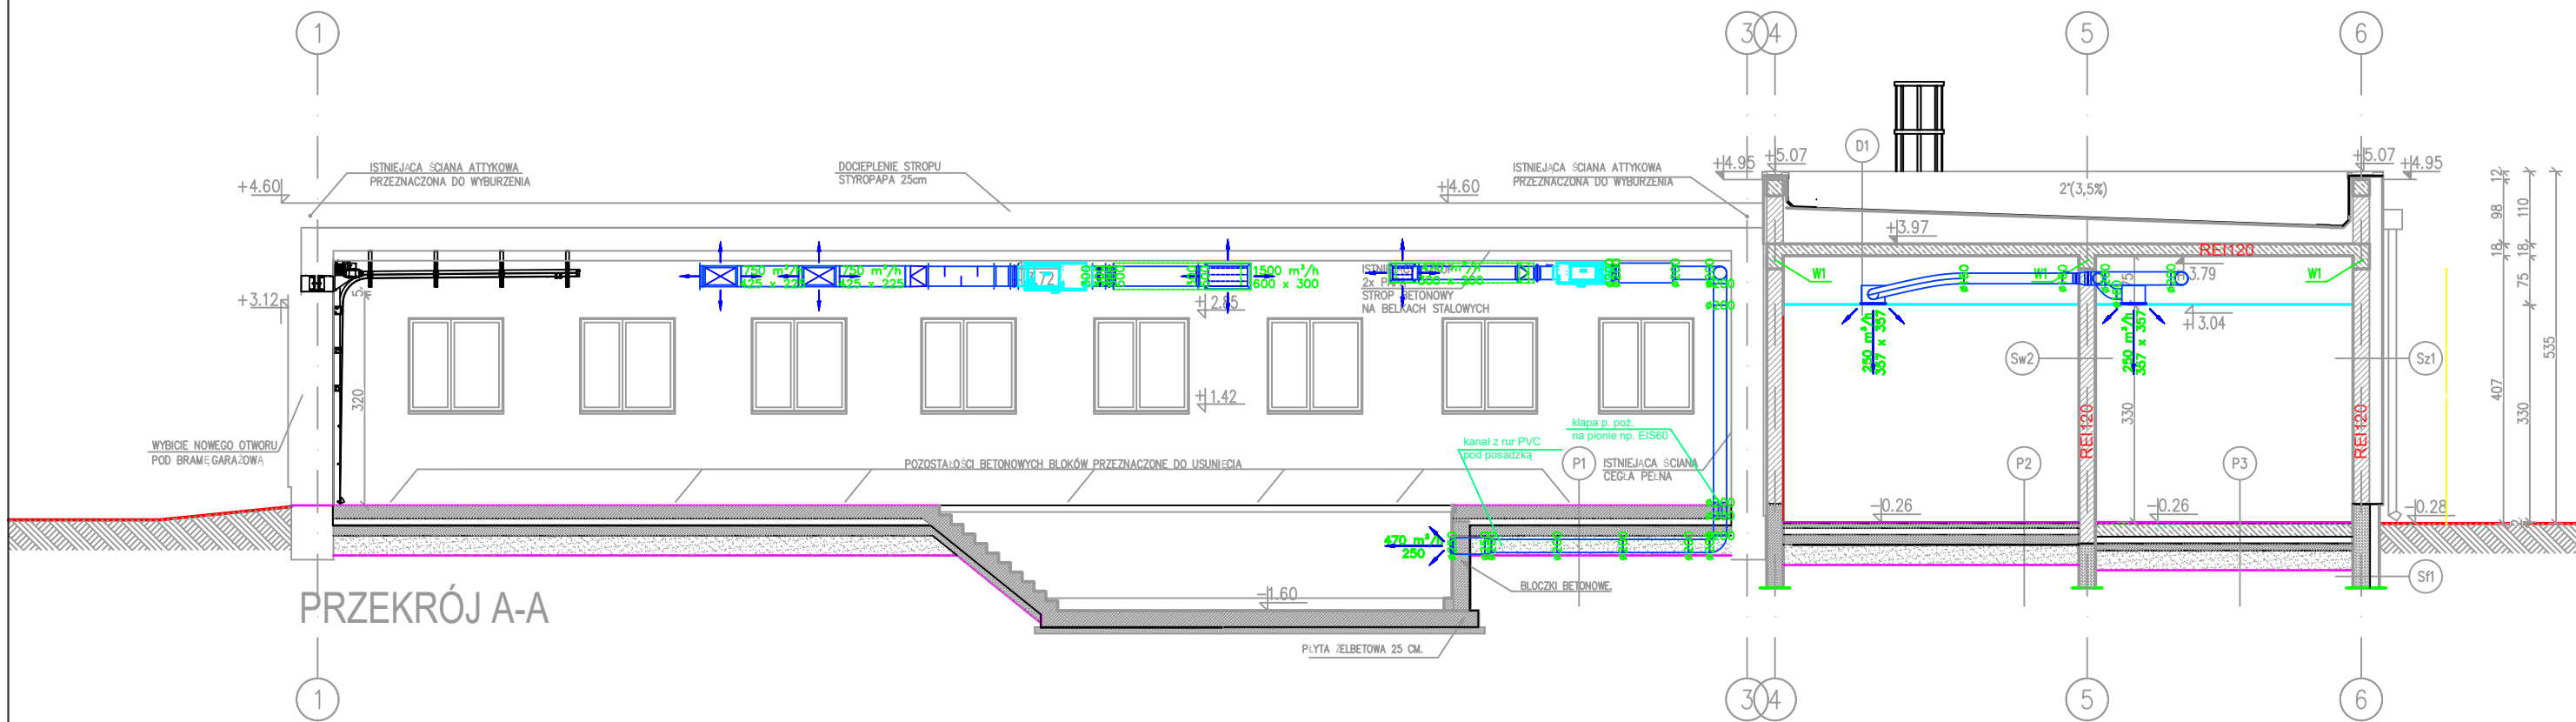 1
3
4
5
6
ISTNIEJĄCA ŚCIANA ATTYKOWA
PRZEZNACZONA DO WYBURZENIA
DOCIEPLENIE STROPU
STYROPAPA 25cm
ISTNIEJĄCA ŚCIANA ATTYKOWA
PRZEZNACZONA DO WYBURZENIA
D1
+4.60
+4.60
+4.95
+5.07
+5.07
+4.95
2°(3,5%)
+3.97
REI120
12
98
110
18
18
75
75
407
330
535
+3.12
750 m³/h
425 x 225
750 m³/h
425 x 225
1500 m³/h
600 x 300
2x
STROP BETONOWY
NA BELKACH STALOWYCH
+2.85
W1
W1
W1
3.79
75
+3.04
250 m³/h
357 x 357
250 m³/h
357 x 357
Sw2
Sz1
320
5
+1.42
330
REI120
REI120
WYBICIE NOWEGO OTWORU
POD BRAMĘ GARAŻOWĄ
klapa p. poż.
na pionie np. EIS60
kanał z rur PVC
pod posadzką
POZOSTAŁOŚCI BETONOWYCH BLOKÓW PRZEZNACZONE DO USUNIĘCIA
P1
ISTNIEJĄCA ŚCIANA
CEGŁA PEŁNA
P2
P3
-0.26
-0.26
-0.28
470 m³/h
250
BLOCZKI BETONOWE.
Sf1
-1.60
PRZEKRÓJ A-A
PŁYTA ŻELBETOWA 25 CM.
1
3
4
5
6